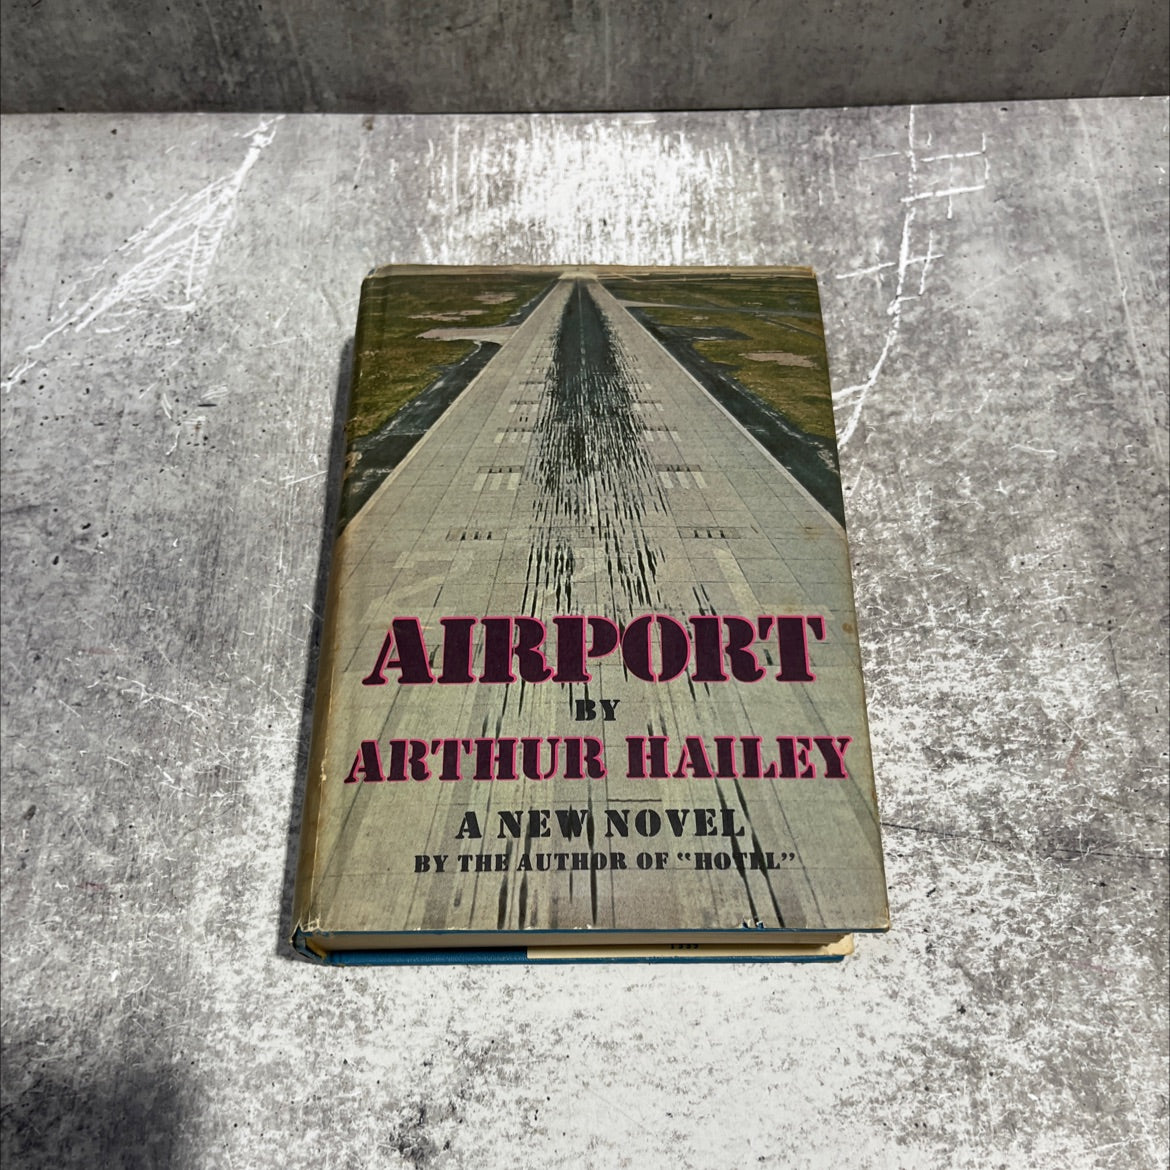 AIRPORT
BY
ARTHUR HAILEY
A NEW NOVEL
BY THE AUTHOR OF “HOTEL”